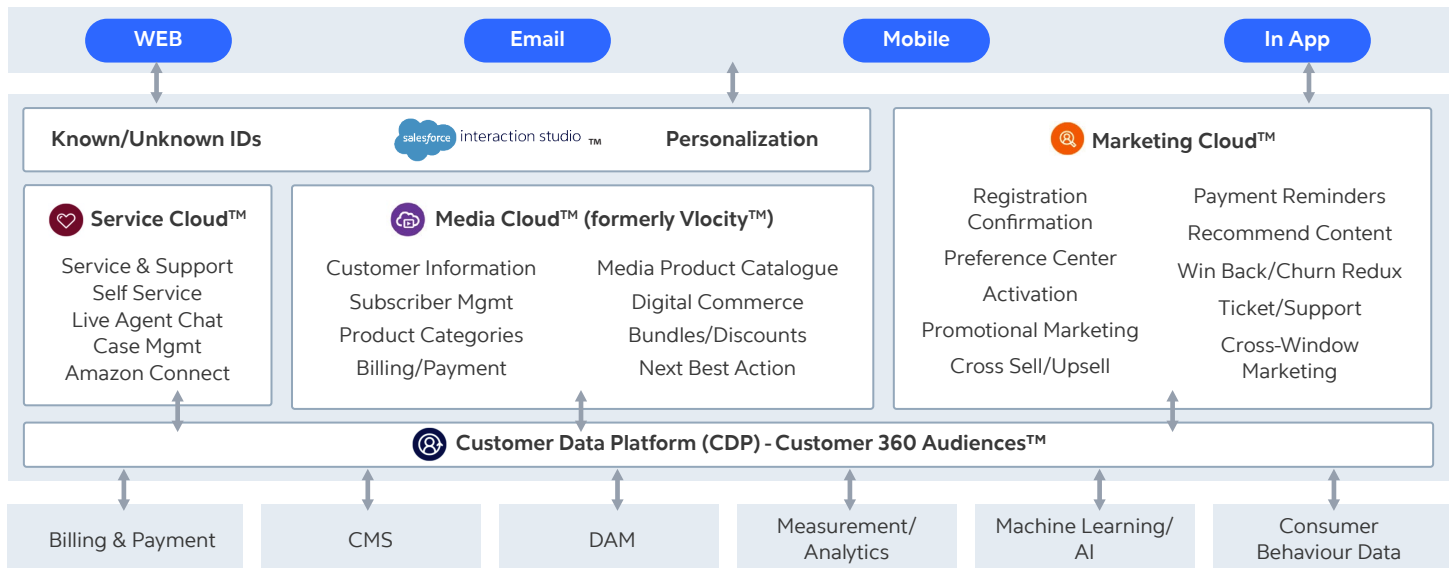 WEB
Email
Mobile
In App
Known/Unknown IDs
salesforce interaction studio ™
Personalization
Service Cloud™
Service & Support
Self Service
Live Agent Chat
Case Mgmt
Amazon Connect
Media Cloud™ (formerly Vlocity™)
Customer Information
Subscriber Mgmt
Product Categories
Billing/Payment
Media Product Catalogue
Digital Commerce
Bundles/Discounts
Next Best Action
Marketing Cloud™
Registration
Confirmation
Preference Center
Activation
Promotional Marketing
Cross Sell/Upsell
Payment Reminders
Recommend Content
Win Back/Churn Redux
Ticket/Support
Cross-Window
Marketing
Customer Data Platform (CDP) - Customer 360 Audiences™
Billing & Payment
CMS
DAM
Measurement/
Analytics
Machine Learning/
AI
Consumer
Behaviour Data